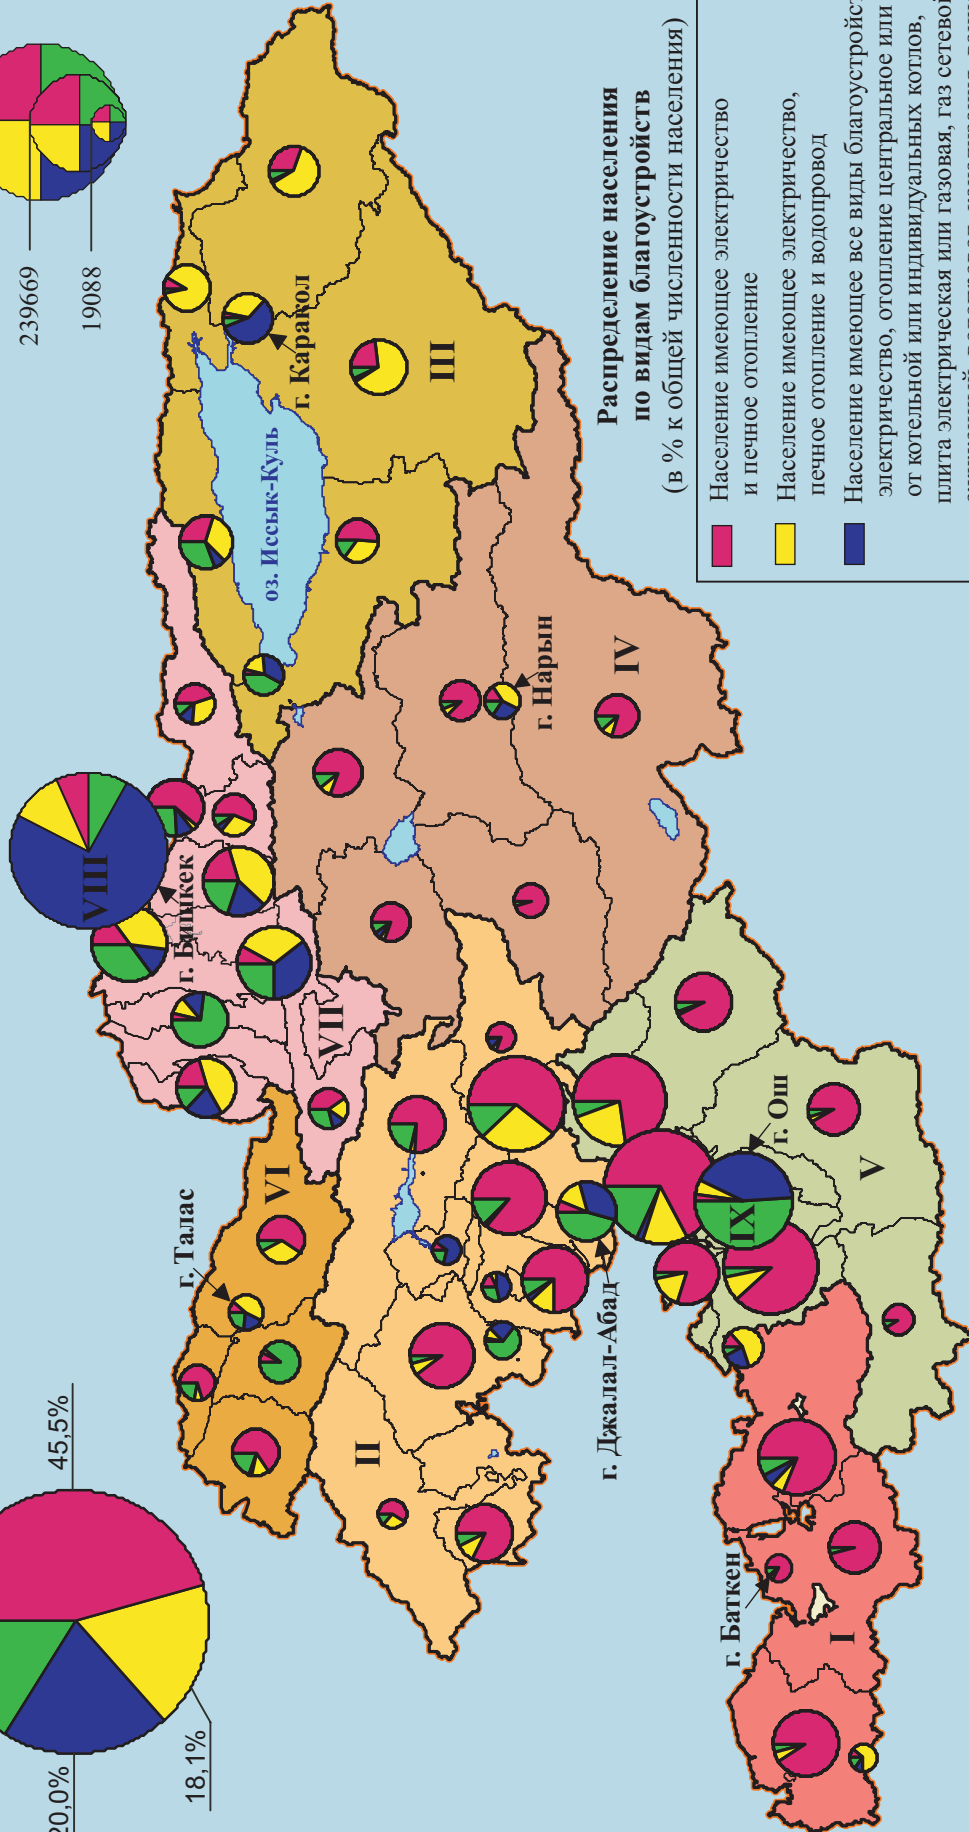 45,5%
20,0%
18,1%
239669
19088
г. Талас
VI
II
VII
VIII
г. Бишкек
оз. Иссык-Куль
г. Каракол
III
г. Нарын
IV
г. Джалал-Абад
г. Ош
IX
V
г. Баткен
I
Распределение населения
по видам благоустройств
(в % к общей численности населения)
Население имеющее электричество
и печное отопление
Население имеющее электричество,
печное отопление и водопровод
Население имеющее все виды благоустройст
электричество, отопление центральное или
от котельной или индивидуальных котлов,
плита электрическая или газовая, газ сетевой